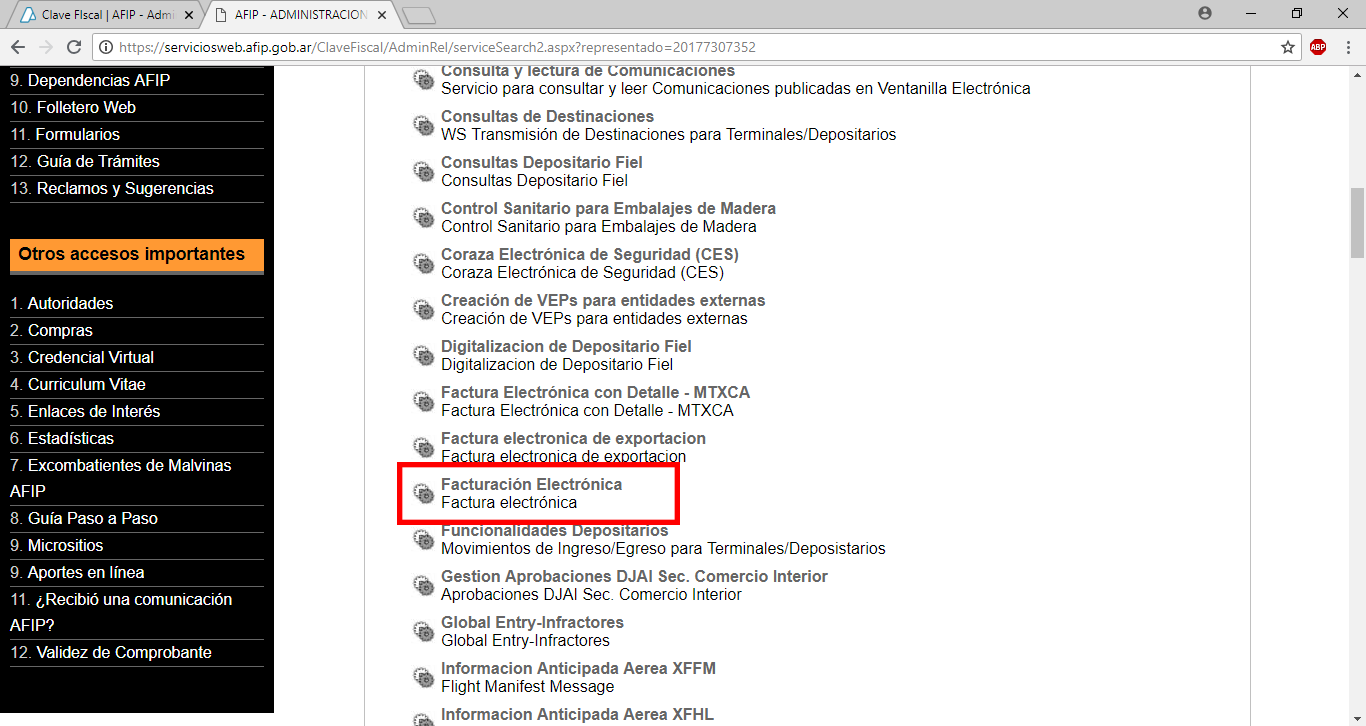 Clave FIscal | AFIP - Admi
AFIP - ADMINISTRACION
https://serviciosweb.afip.gob.ar/ClaveFiscal/AdminRel/serviceSearch2.aspx?representado=20177307352
ABP
9. Dependencias AFIP
10. Folletero Web
11. Formularios
12. Guía de Trámites
13. Reclamos y Sugerencias
Otros accesos importantes
1. Autoridades
2. Compras
3. Credencial Virtual
4. Curriculum Vitae
5. Enlaces de Interés
6. Estadísticas
7. Excombatientes de Malvinas
AFIP
8. Guía Paso a Paso
9. Micrositios
9. Aportes en línea
11. ¿Recibió una comunicación
AFIP?
12. Validez de Comprobante
Consulta y lectura de Comunicaciones
Servicio para consultar y leer Comunicaciones publicadas en Ventanilla Electrónica
Consultas de Destinaciones
WS Transmisión de Destinaciones para Terminales/Depositarios
Consultas Depositario Fiel
Consultas Depositario Fiel
Control Sanitario para Embalajes de Madera
Control Sanitario para Embalajes de Madera
Coraza Electrónica de Seguridad (CES)
Coraza Electrónica de Seguridad (CES)
Creación de VEPs para entidades externas
Creación de VEPs para entidades externas
Digitalizacion de Depositario Fiel
Digitalizacion de Depositario Fiel
Factura Electrónica con Detalle - MTXCA
Factura Electrónica con Detalle - MTXCA
Factura electronica de exportacion
Factura electronica de exportacion
Facturación Electrónica
Factura electrónica
Funcionalidades Depositarios
Movimientos de Ingreso/Egreso para Terminales/Deposistarios
Gestion Aprobaciones DJAI Sec. Comercio Interior
Aprobaciones DJAI Sec. Comercio Interior
Global Entry-Infractores
Global Entry-Infractores
Informacion Anticipada Aerea XFFM
Flight Manifest Message
Informacion Anticipada Aerea XFHL